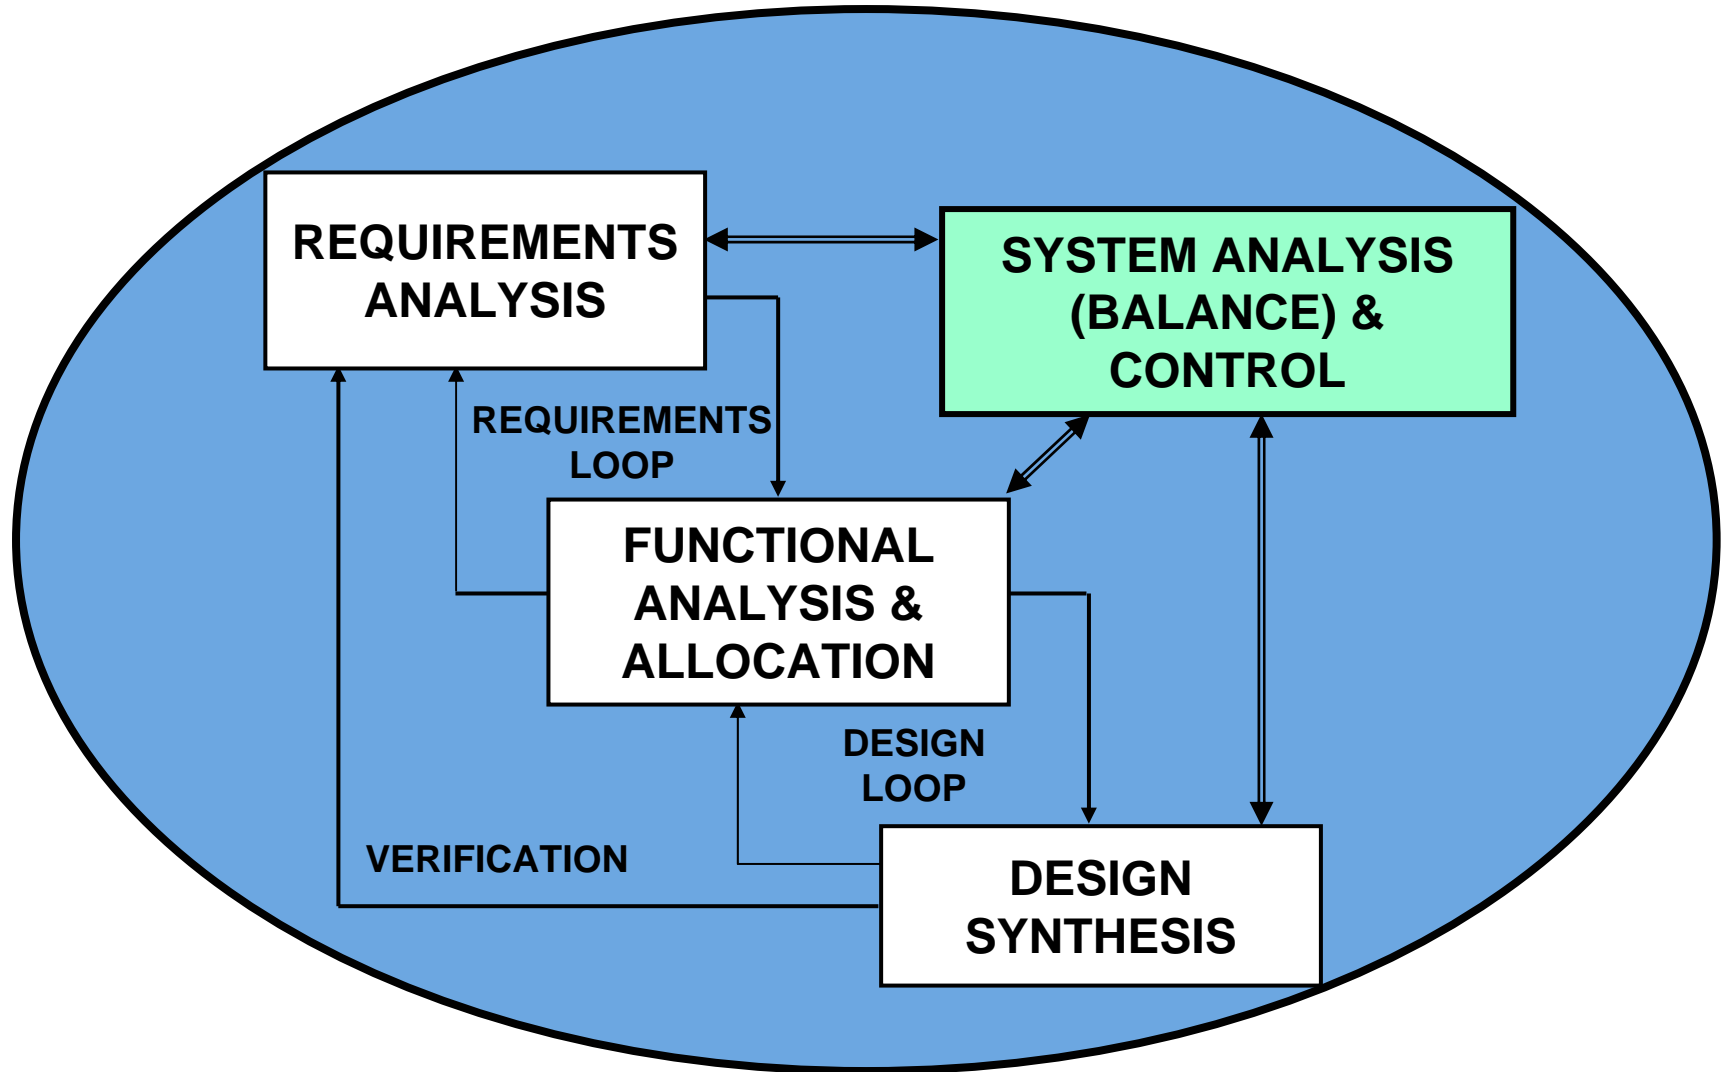 REQUIREMENTS
ANALYSIS
SYSTEM ANALYSIS
(BALANCE) &
CONTROL
REQUIREMENTS
LOOP
FUNCTIONAL
ANALYSIS &
ALLOCATION
DESIGN
LOOP
VERIFICATION
DESIGN
SYNTHESIS